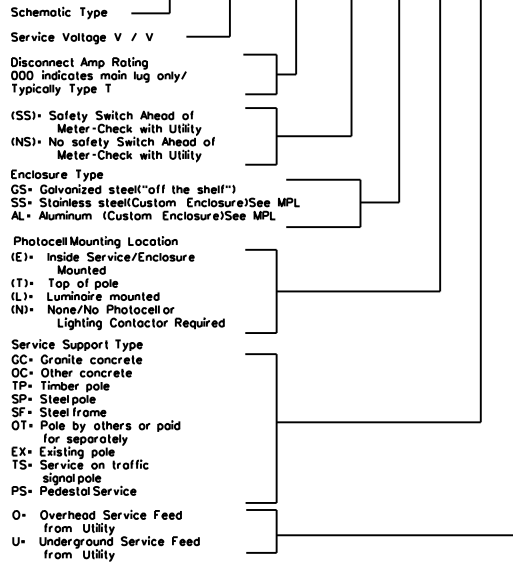 Schematic Type
Service Voltage V / V
Disconnect Amp Rating
000 indicates main lug only/
Typically Type T
(SS)= Safety Switch Ahead of
Meter-Check with Utility
(NS)= No safety Switch Ahead of
Meter-Check with Utility
Enclosure Type
GS= Galvanized steel("off the shelf")
SS= Stainless steel(Custom Enclosure)See MPL
AL= Aluminum (Custom Enclosure)See MPL
Photocell Mounting Location
(E)= Inside Service/Enclosure
Mounted
(T)= Top of pole
(L)= Luminaire mounted
(N)= None/No Photocell or
Lighting Contactor Required
Service Support Type
GC= Granite concrete
OC= Other concrete
TP= Timber pole
SP= Steel pole
SF= Steel frame
OT= Pole by others or paid
for separately
EX= Existing pole
TS= Service on traffic
signal pole
PS= Pedestal Service
O= Overhead Service Feed
from Utility
U= Underground Service Feed
from Utility